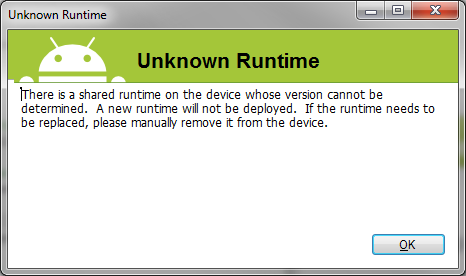 Unknown Runtime
Unknown Runtime
There is a shared runtime on the device whose version cannot be
determined.  A new runtime will not be deployed.  If the runtime needs to
be replaced, please manually remove it from the device.
OK